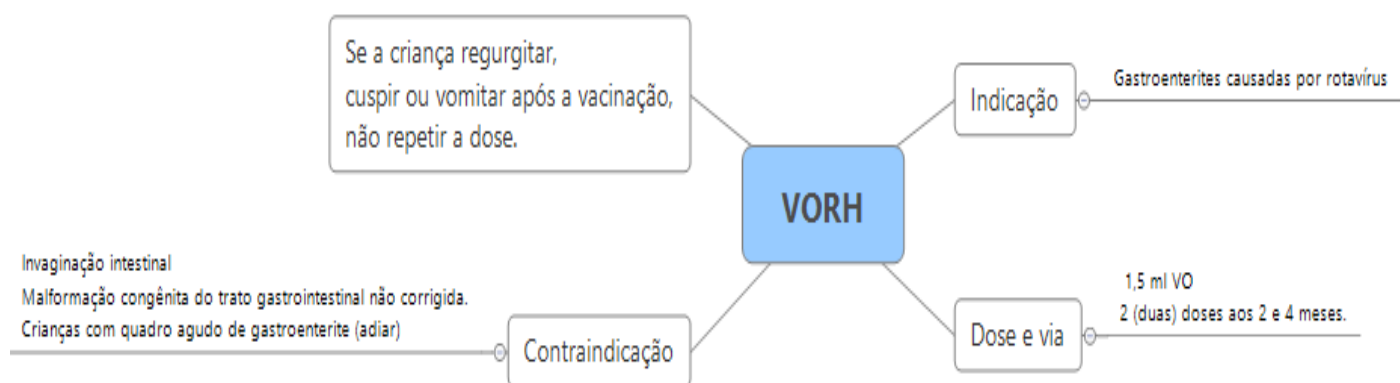 Se a criança regurgitar,
cuspir ou vomitar após a vacinação,
não repetir a dose.
Indicação
Gastroenterites causadas por rotavírus
VORH
Invaginação intestinal
Malformação congênita do trato gastrointestinal não corrigida.
Crianças com quadro agudo de gastroenterite (adiar)
Contraindicação
Dose e via
1,5 ml VO
2 (duas) doses aos 2 e 4 meses.